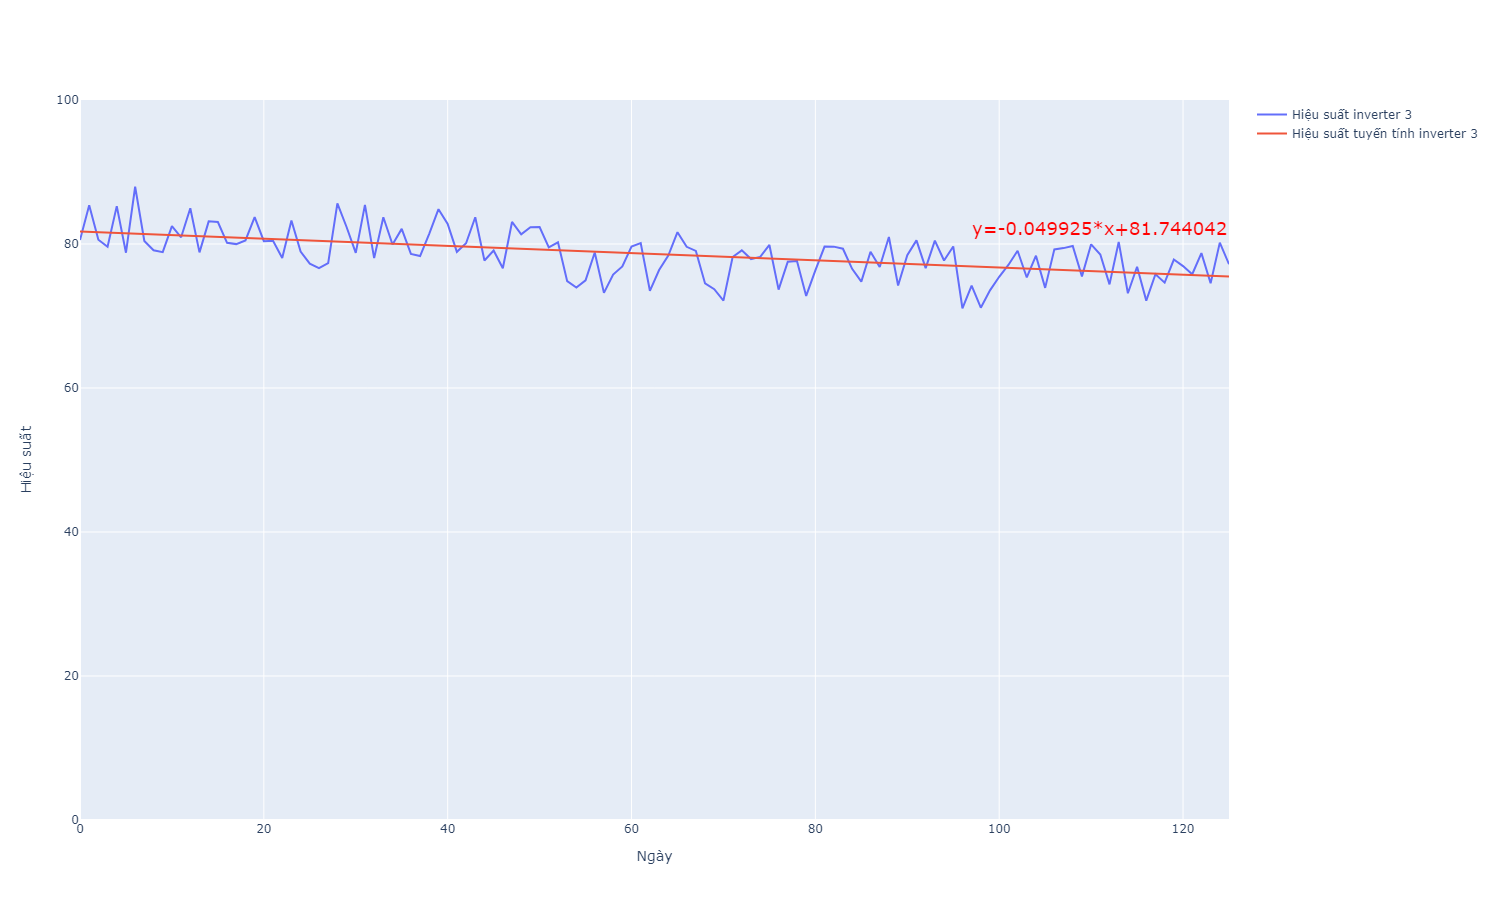 Hiệu suất inverter 3
Hiệu suất tuyến tính inverter 3
y=-0.049925*x+81.744042
100
80
60
40
20
0
Hiệu suất
0 20 40 60 80 100 120
Ngày